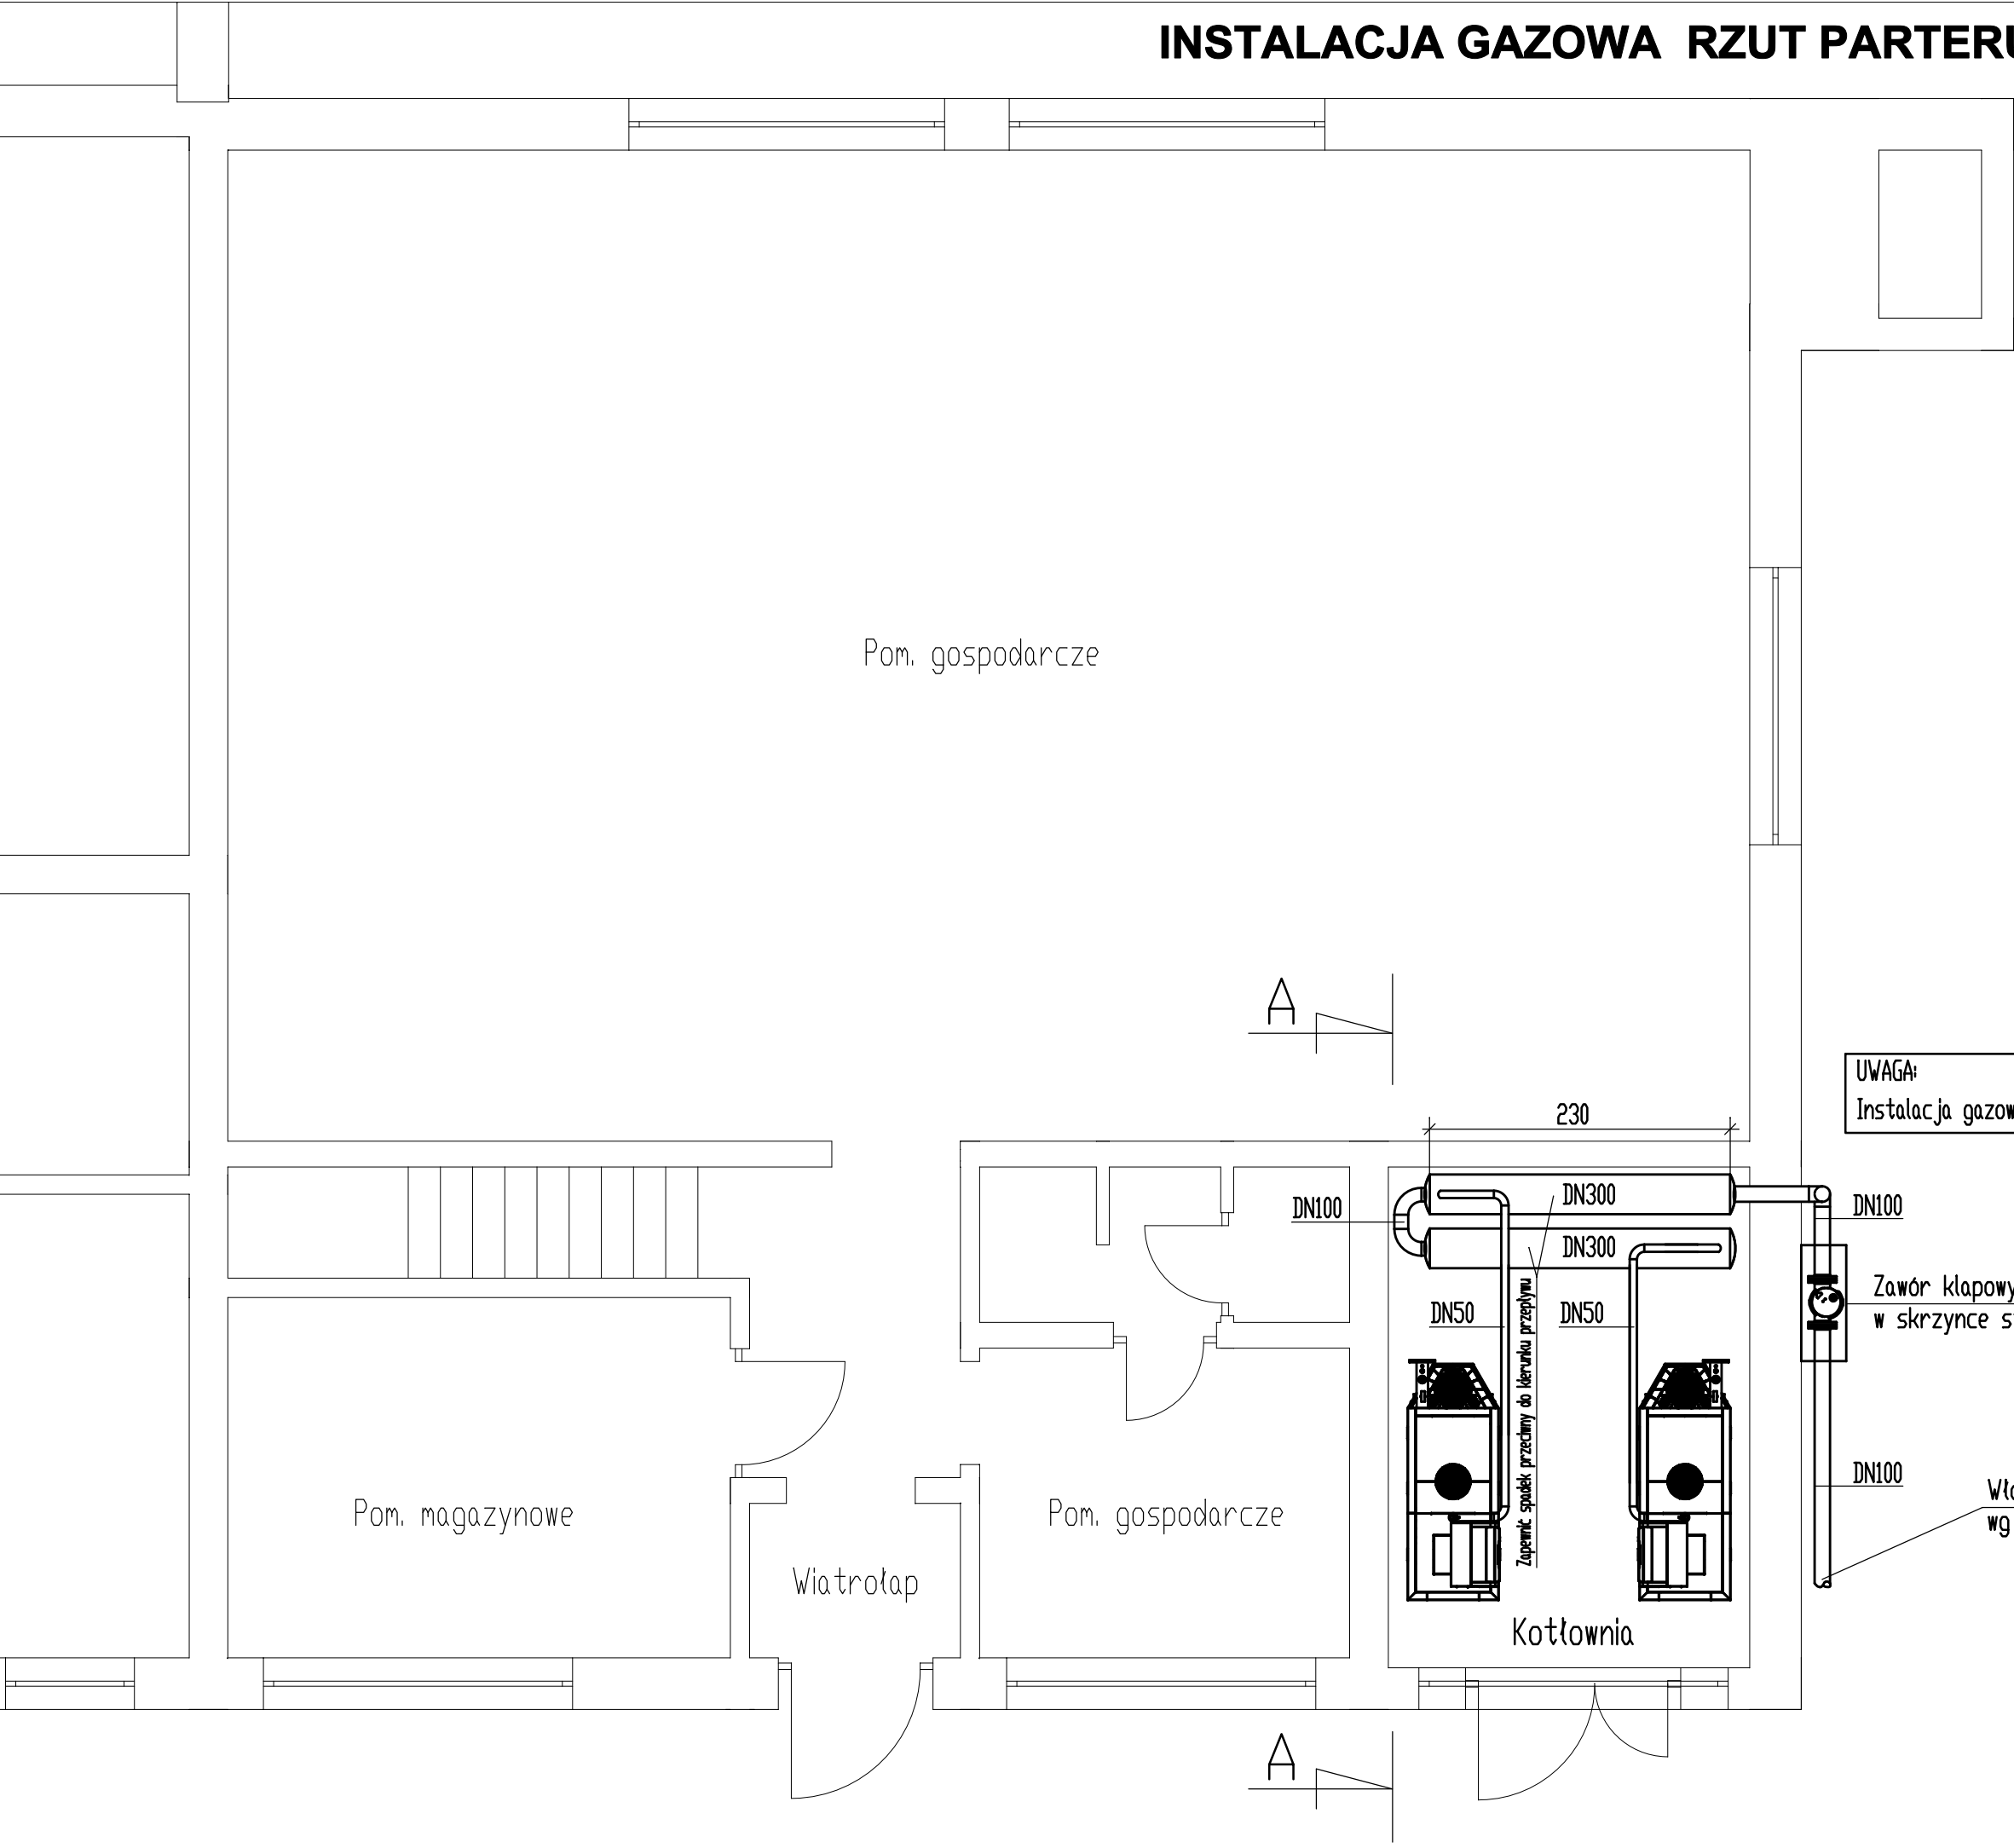 INSTALACJA GAZOWA RZUT PARTERU
Pom. gospodarcze
A
UWAGA:
Instalacja gazow
230
DN100
DN300
DN100
DN300
Zawór klapowy
w skrzynce
DN50
DN50
Zapewnić spadek przeciwny do kierunku przepływu
DN100
wg
Pom. magazynowe
Pom. gospodarcze
Wiatrołap
Kotłownia
A